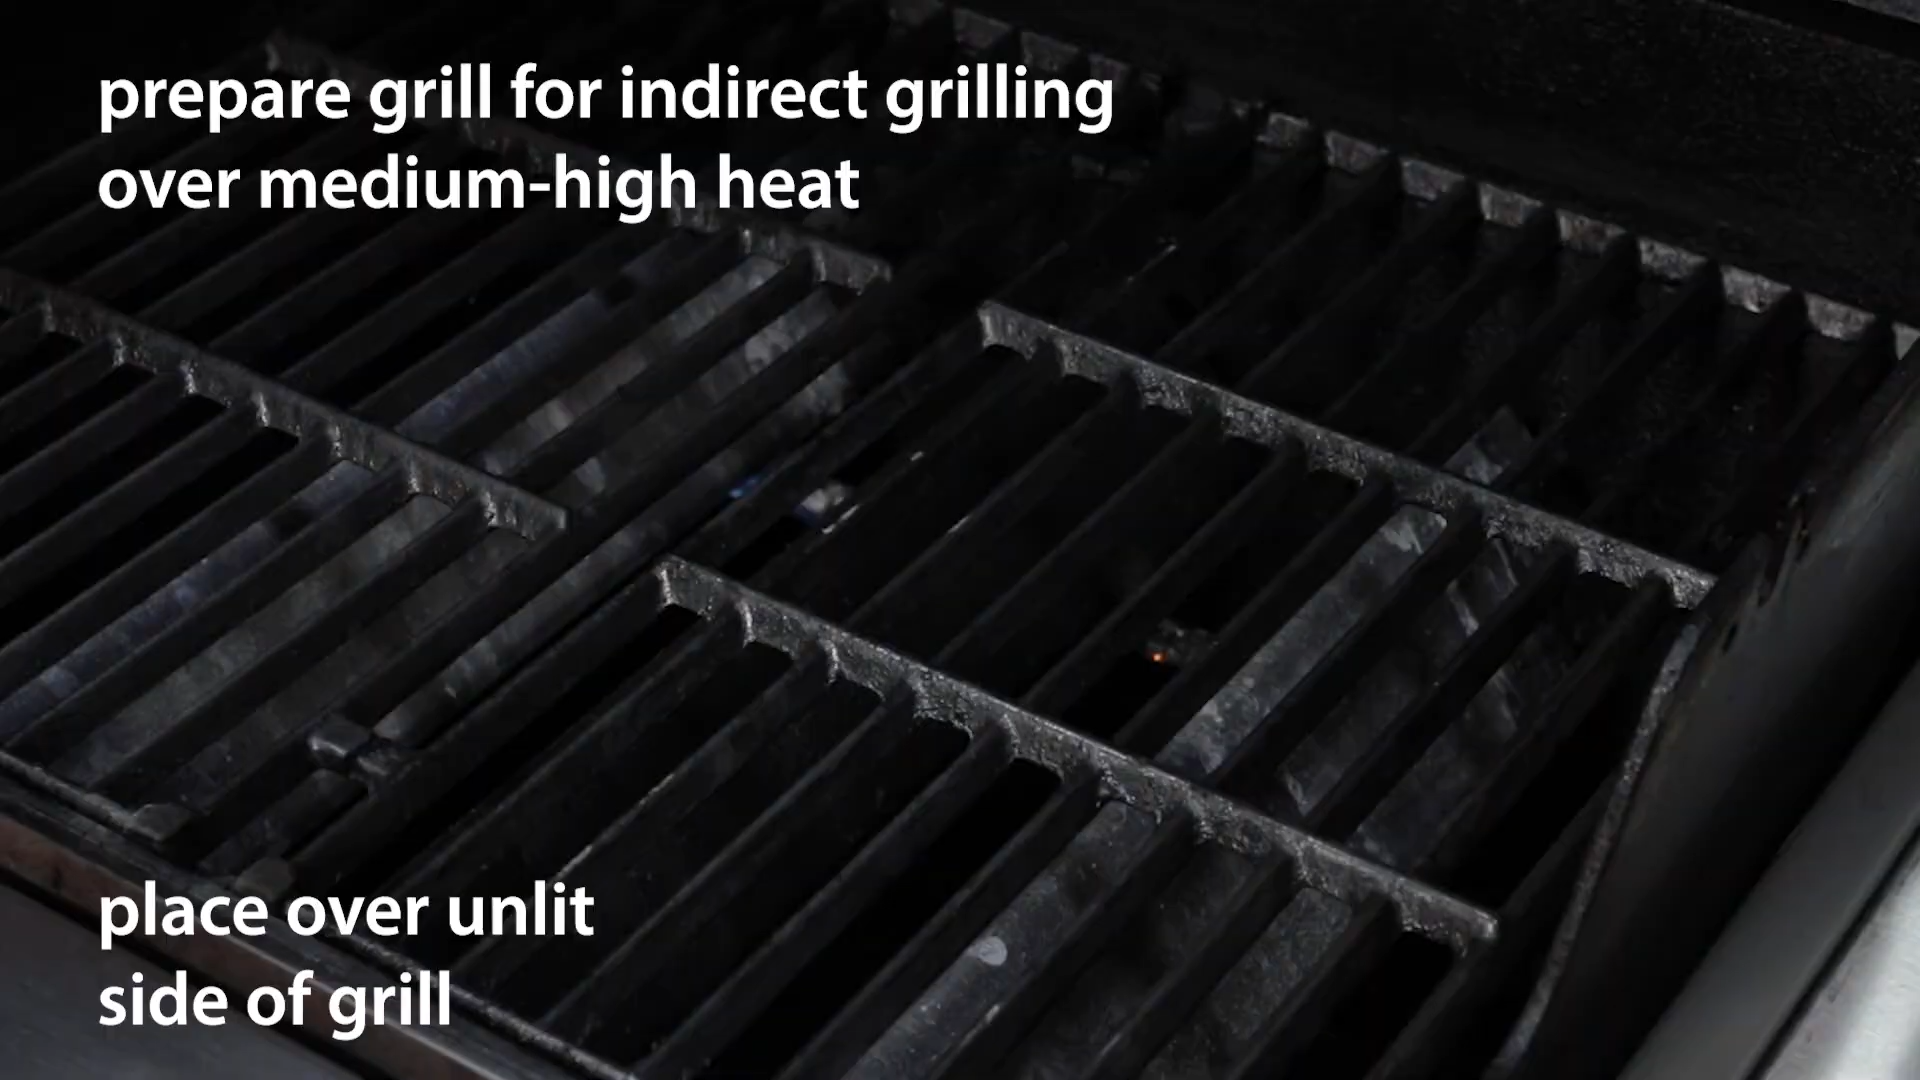 prepare grill for indirect grilling
over medium-high heat
place over unlit
side of grill